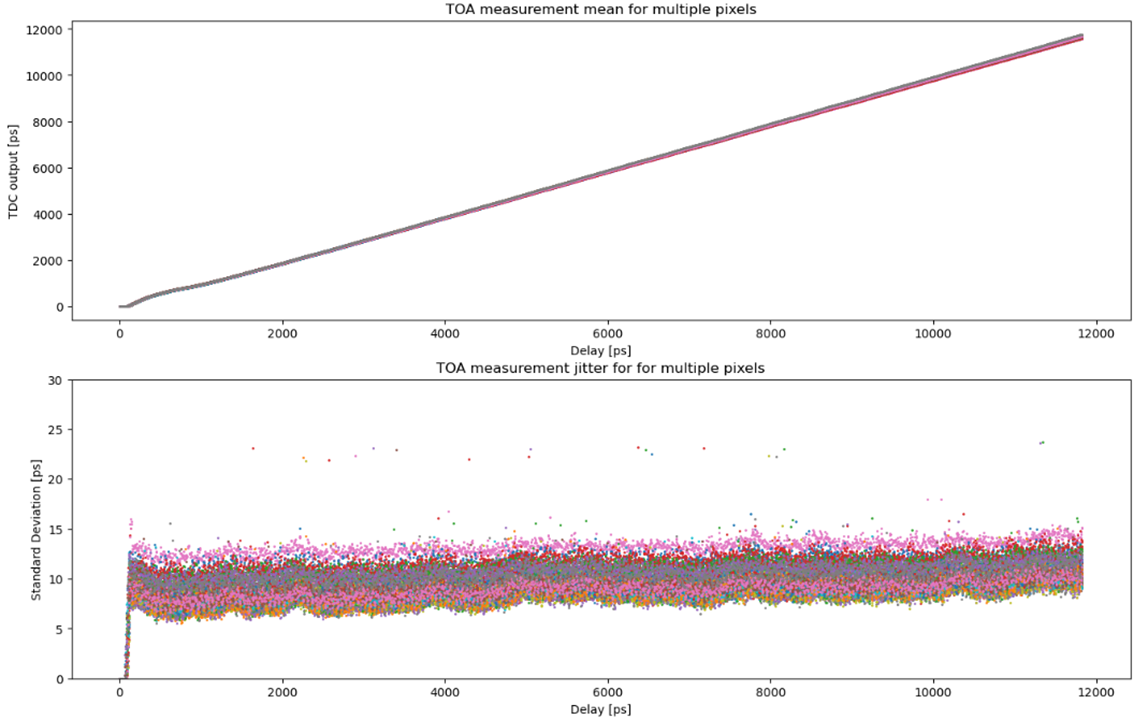 TOA measurement mean for multiple pixels
12000
10000
8000
6000
4000
2000
0
TDC output [ps]
0 2000 4000 6000 8000 10000 12000
Delay [ps]
TOA measurement jitter for for multiple pixels
30
25
20
15
10
5
0
Standard Deviation [ps]
0 2000 4000 6000 8000 10000 12000
Delay [ps]